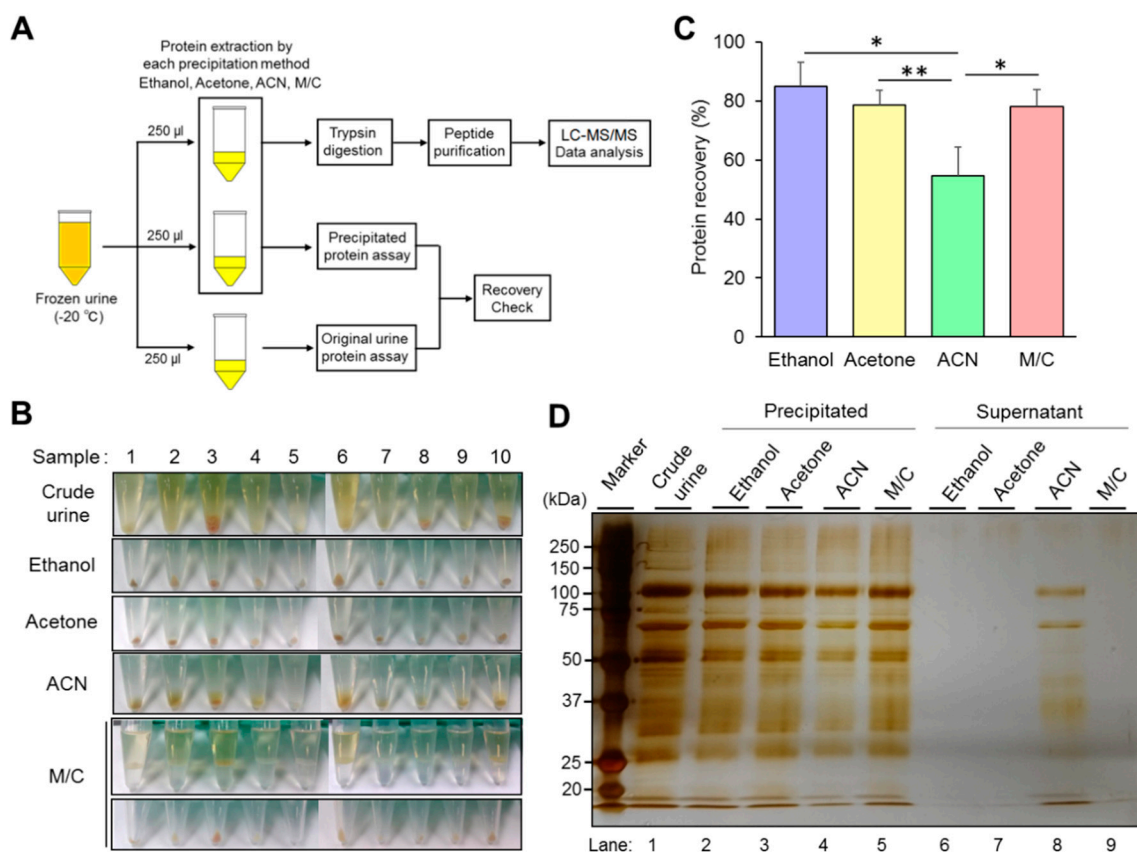 A
Protein extraction by
each precipitation method
Ethanol, Acetone, ACN, M/C
250 µl
Trypsin
digestion
Peptide
purification
LC-MS/MS
Data analysis
250 µl
Precipitated
protein assay
Frozen urine
(-20 °C)
Recovery
Check
250 µl
Original urine
protein assay
B
Sample : 1 2 3 4 5 6 7 8 9 10
Crude
urine
Ethanol
Acetone
ACN
M/C
C
* ** *
Protein recovery (%)
100
80
60
40
20
0
Ethanol Acetone ACN M/C
D
Precipitated Supernatant
(kDa) Marker Crude urine Ethanol Acetone ACN M/C Ethanol Acetone ACN M/C
250
150
100
75
50
37
25
20
Lane: 1 2 3 4 5 6 7 8 9